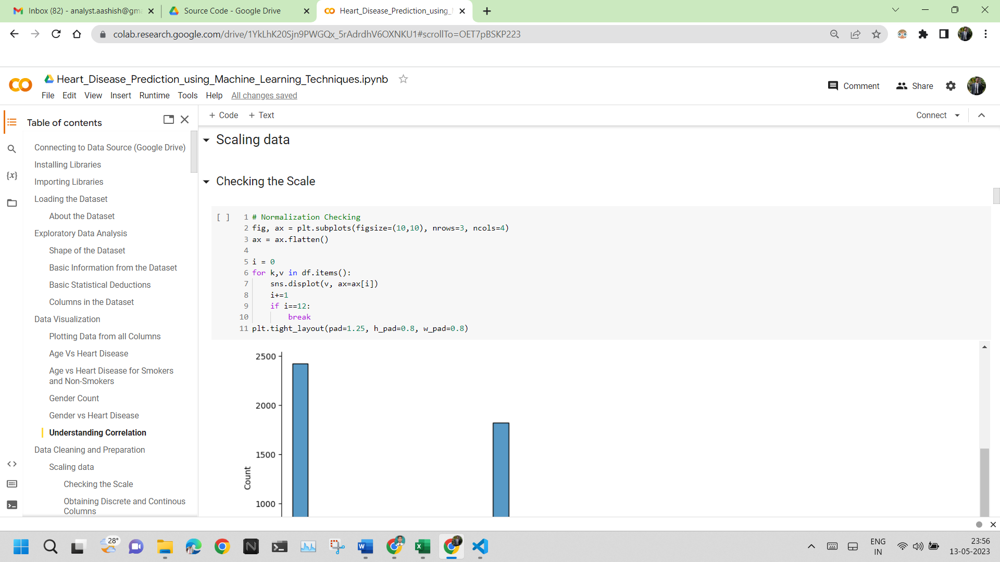 Inbox (82) - analyst.aashish@gma
Source Code - Google Drive
Heart_Disease_Prediction_using_M
colab.research.google.com/drive/1YkLhK20Sjn9PWGQx_5rAdrdhV6OXNKU1#scrollTo=OET7pBSKP223
Heart_Disease_Prediction_using_Machine_Learning_Techniques.ipynb
File Edit View Insert Runtime Tools Help All changes saved
Comment Share
Table of contents
+ Code + Text
Connect
Connecting to Data Source (Google Drive)
Installing Libraries
Importing Libraries
Loading the Dataset
About the Dataset
Exploratory Data Analysis
Shape of the Dataset
Basic Information from the Dataset
Basic Statistical Deductions
Columns in the Dataset
Data Visualization
Plotting Data from all Columns
Age Vs Heart Disease
Age vs Heart Disease for Smokers
and Non-Smokers
Gender Count
Gender vs Heart Disease
Understanding Correlation
Data Cleaning and Preparation
Scaling data
Checking the Scale
Obtaining Discrete and Continous
Columns
{x}
Scaling data
Checking the Scale
[ ]
1 # Normalization Checking
2 fig, ax = plt.subplots(figsize=(10,10), nrows=3, ncols=4)
3 ax = ax.flatten()
4
5 i = 0
6 for k,v in df.items():
7 sns.displot(v, ax=ax[i])
8 i+=1
9 if i==12:
10 break
11 plt.tight_layout(pad=1.25, h_pad=0.8, w_pad=0.8)
2500
2000
1500
1000
Count
28°
ENG
IN
23:56
13-05-2023